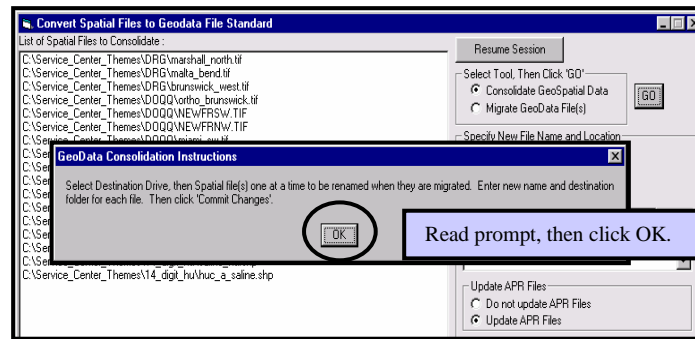 Convert Spatial Files to Geodata File Standard
List of Spatial Files to Consolidate :
C:\Service_Center_Themes\DRG\marshall_north.tif
C:\Service_Center_Themes\DRG\malta_bend.tif
C:\Service_Center_Themes\DRG\brunswick_west.tif
C:\Service_Center_Themes\DOQQ\ortho_brunswick.tif
C:\Service_Center_Themes\DOQQ\NEWFRSW.TIF
C:\Service_Center_Themes\DOQQ\NEWFRNW.TIF
Resume Session
Select Tool, Then Click 'GO'
Consolidate GeoSpatial Data
Migrate GeoData File(s)
GO
Specify New File Name and Location
GeoData Consolidation Instructions
Select Destination Drive, then Spatial file(s) one at a time to be renamed when they are migrated. Enter new name and destination
folder for each file. Then click 'Commit Changes'.
OK
Read prompt, then click OK.
C:\Service_Center_Themes\14_digit_hu\huc_a_saline.shp
Update APR Files
Do not update APR Files
Update APR Files